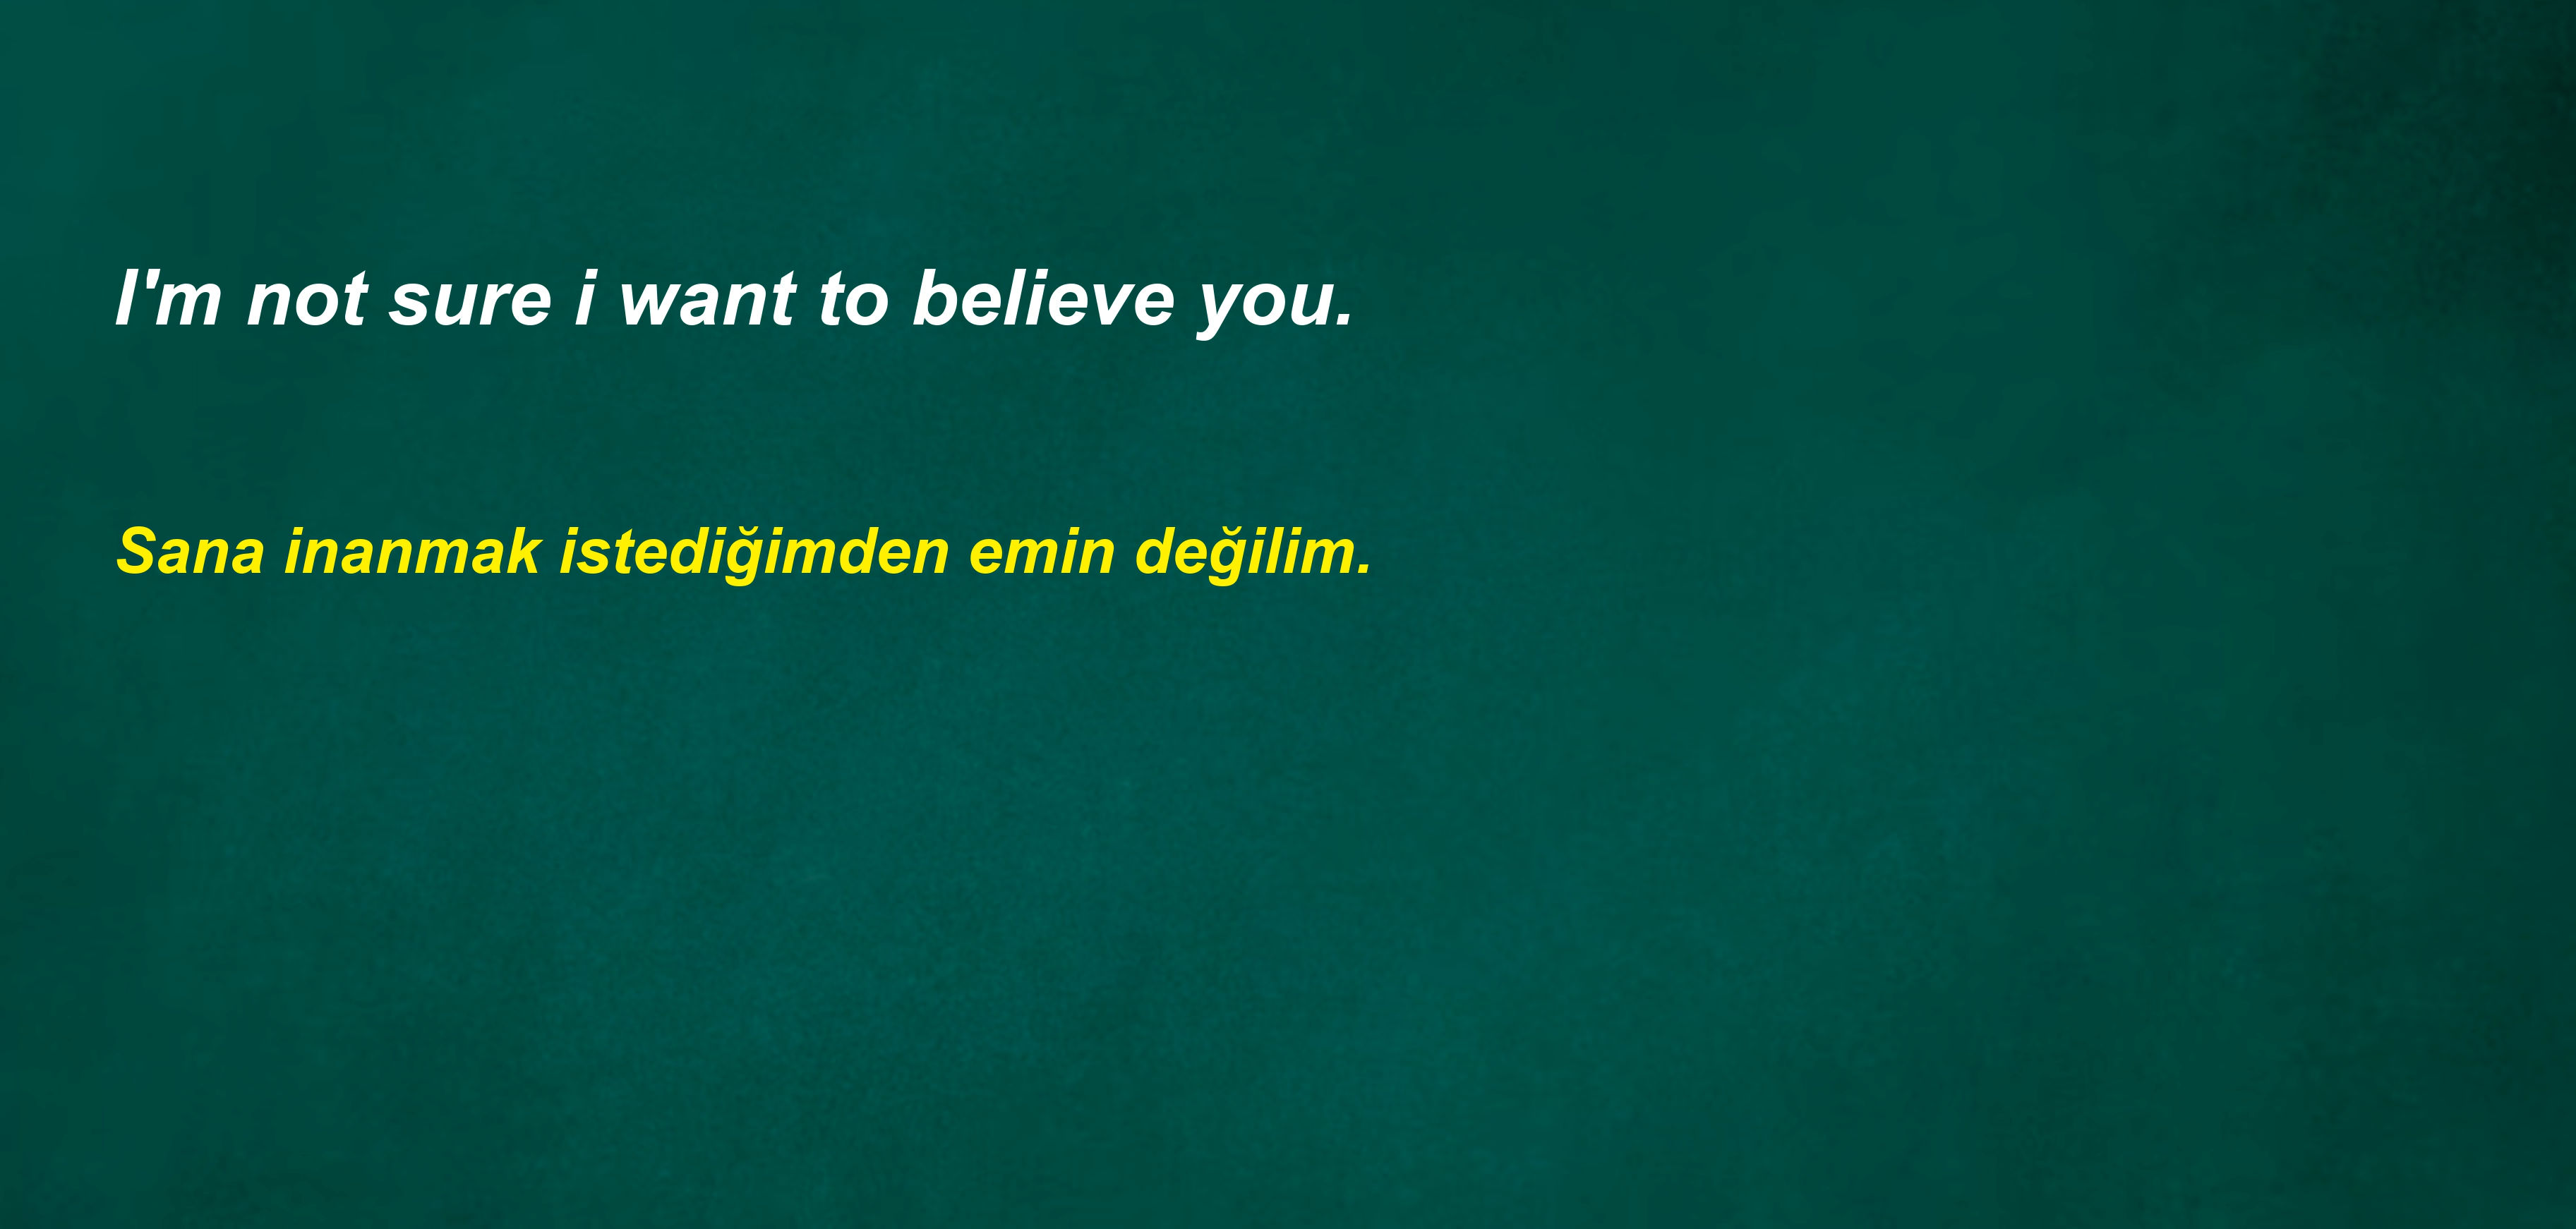 I'm not sure i want to believe you.
Sana inanmak istediğimden emin değilim.